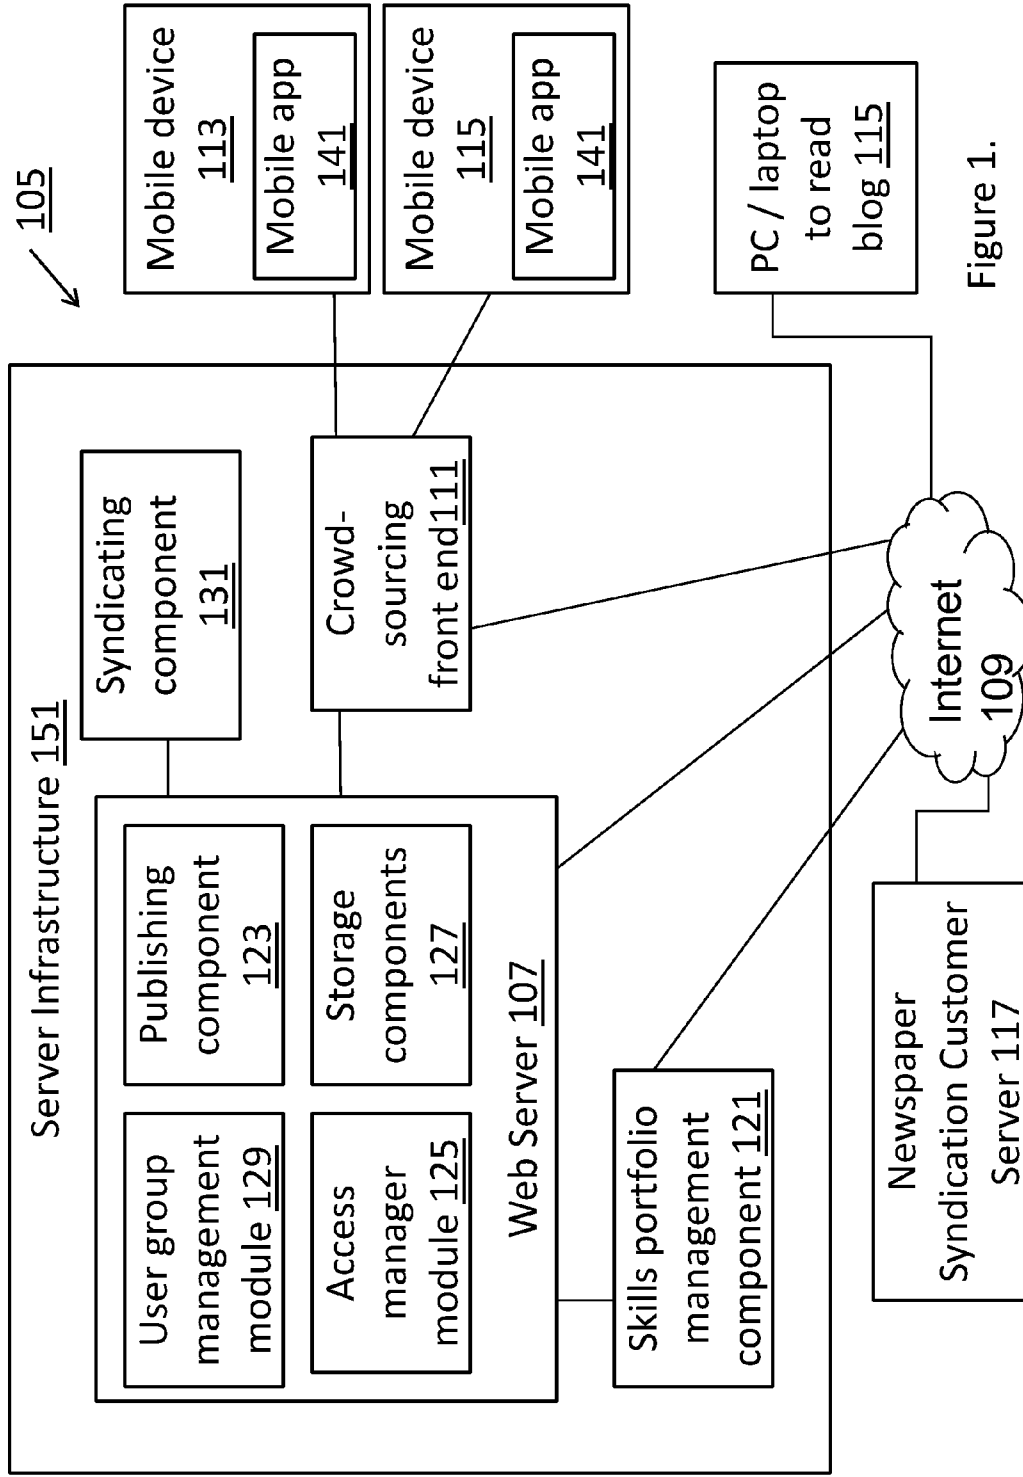 105
Server Infrastructure 151
User group
management
module 129
Publishing
component
123
Access
manager
module 125
Storage
components
127
Web Server 107
Syndicating
component
131
Crowd-
sourcing
front end111
Skills portfolio
management
component 121
Mobile device
113
Mobile app
141
Mobile device
115
Mobile app
141
PC / laptop
to read
blog 115
Internet
109
Newspaper
Syndication Customer
Server 117
Figure 1.